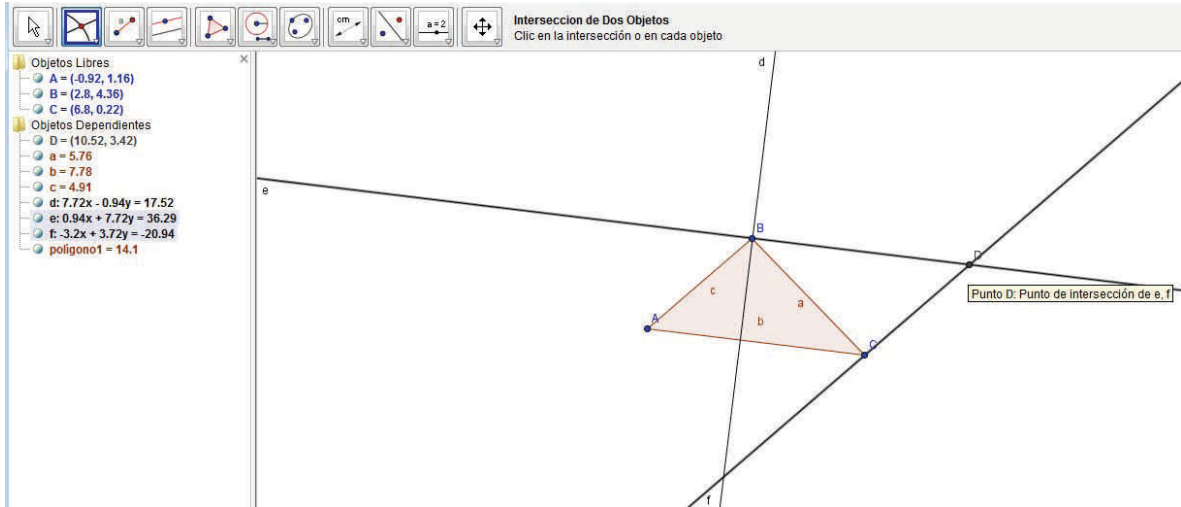 a=2
cm
a
Interseccion de Dos Objetos
Clic en la intersección o en cada objeto
Objetos Libres
A = (-0.92, 1.16)
B = (2.8, 4.36)
C = (6.8, 0.22)
Objetos Dependientes
D = (10.52, 3.42)
a = 5.76
b = 7.78
c = 4.91
d: 7.72x - 0.94y = 17.52
e: 0.94x + 7.72y = 36.29
f: -3.2x + 3.72y = -20.94
polígono1 = 14.1
d
e
B
D
Punto D: Punto de intersección de e, f
c
a
A
b
C
f